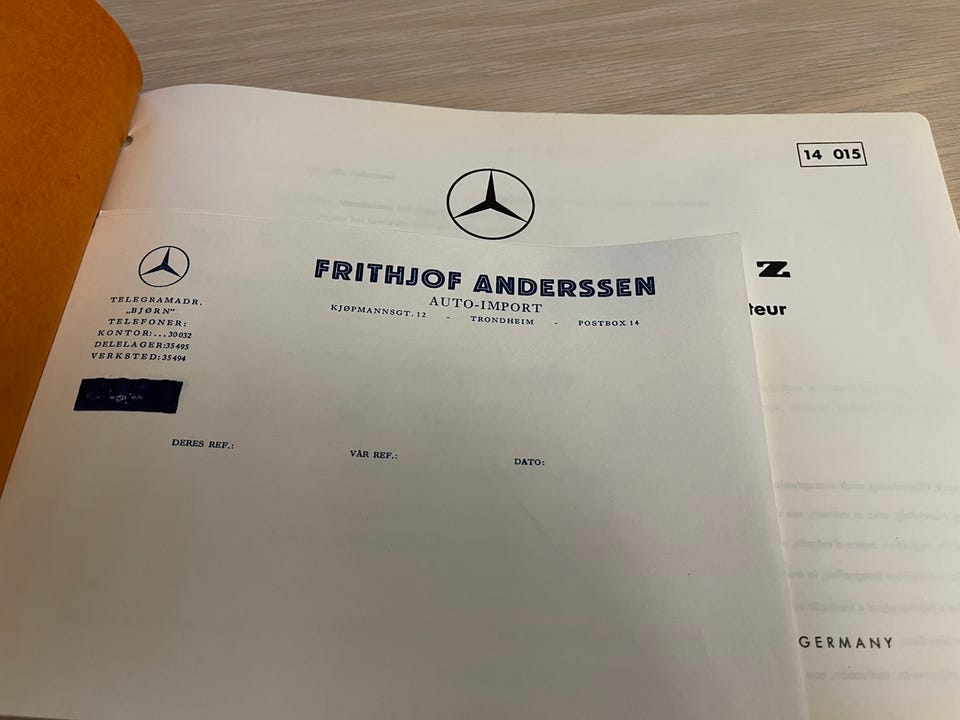 14 015
Z
teur
GERMANY
FRITHJOF ANDERSSEN
AUTO-IMPORT
KJØPMANNSGT. 12 - TRONDHEIM - POSTBOX 14
TELEGRAMADR.
„BJØRN”
TELEFONER:
KONTOR:...30032
DELELAGER:35495
VERKSTED:35494
DERES REF.:
VÅR REF.:
DATO: